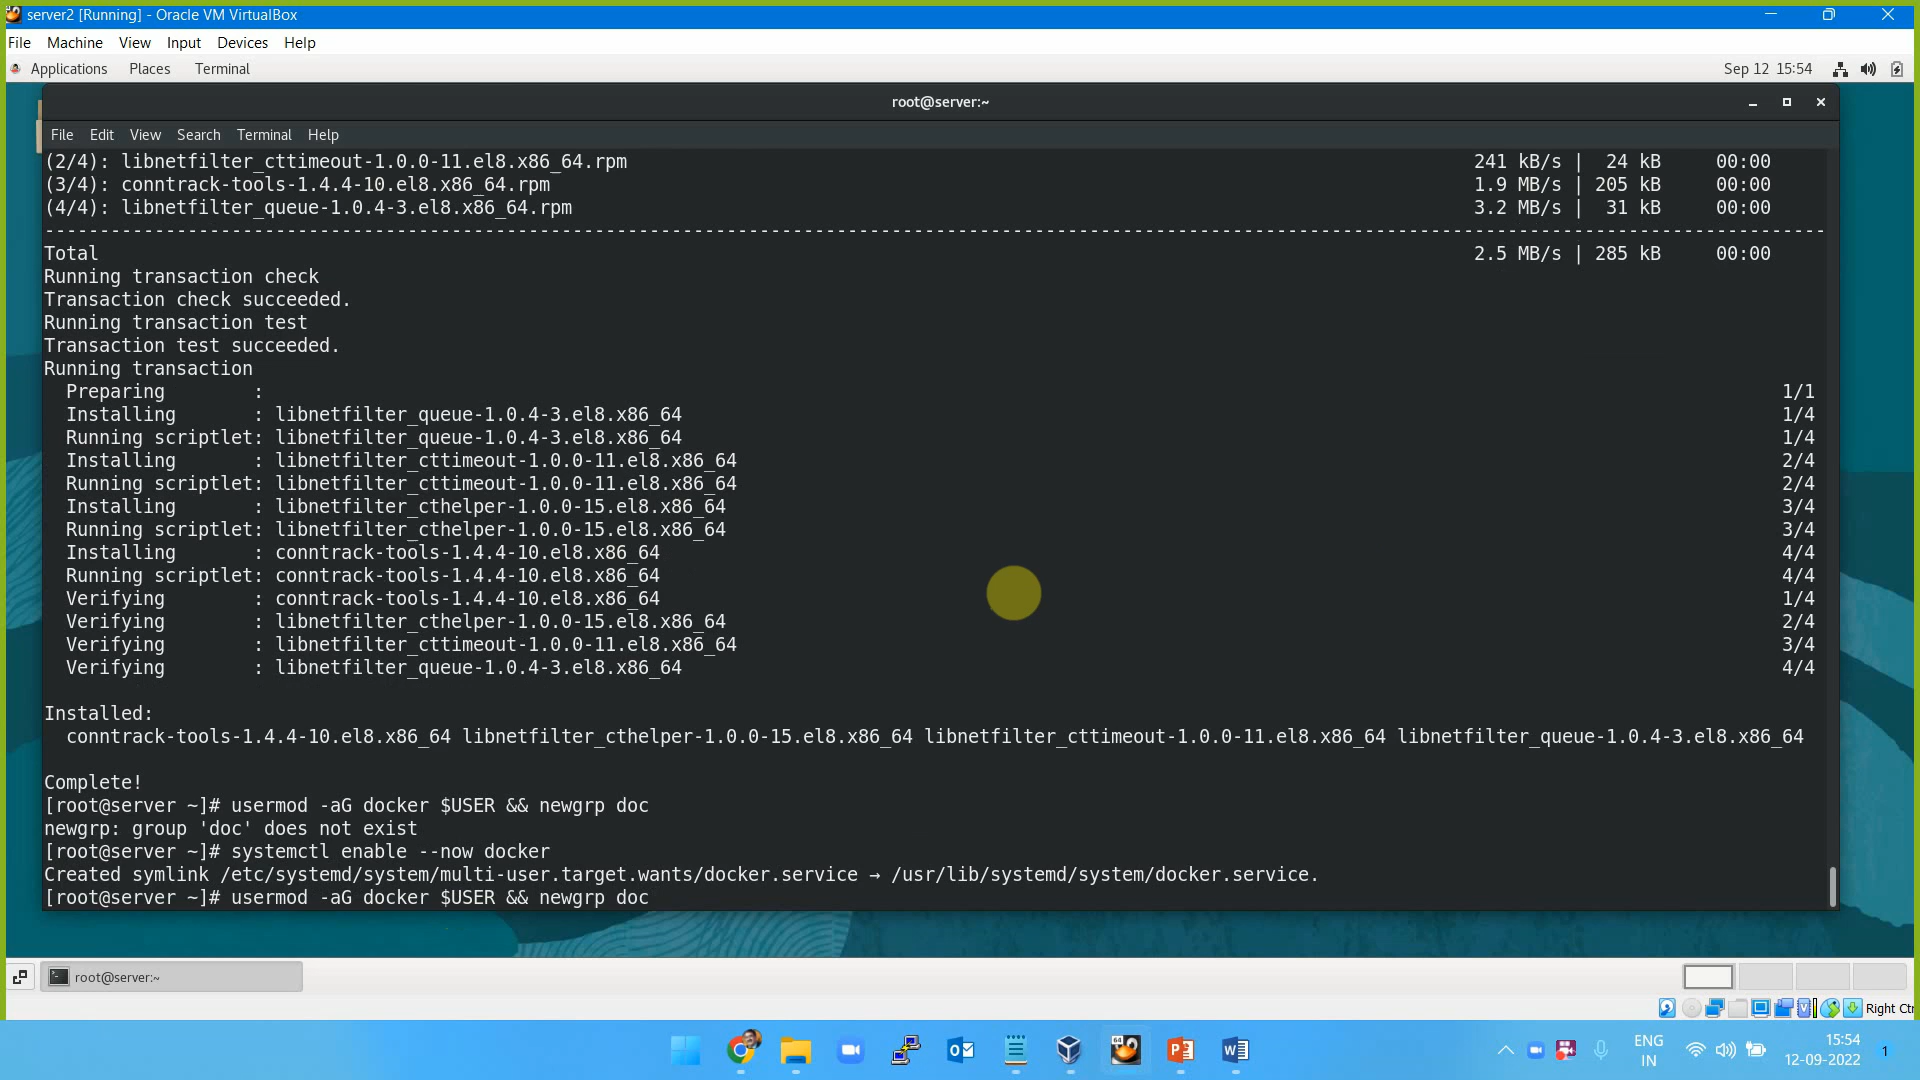 server2 [Running] - Oracle VM VirtualBox
File Machine View Input Devices Help
Applications Places Terminal Sep 12 15:54
root@server:~
File Edit View Search Terminal Help
(2/4): libnetfilter_cttimeout-1.0.0-11.el8.x86_64.rpm 241 kB/s | 24 kB 00:00
(3/4): conntrack-tools-1.4.4-10.el8.x86_64.rpm 1.9 MB/s | 205 kB 00:00
(4/4): libnetfilter_queue-1.0.4-3.el8.x86_64.rpm 3.2 MB/s | 31 kB 00:00
--------------------------------------------------------------------------------
Total 2.5 MB/s | 285 kB 00:00
Running transaction check
Transaction check succeeded.
Running transaction test
Transaction test succeeded.
Running transaction
Preparing : 1/1
Installing : libnetfilter_queue-1.0.4-3.el8.x86_64 1/4
Running scriptlet: libnetfilter_queue-1.0.4-3.el8.x86_64 1/4
Installing : libnetfilter_cttimeout-1.0.0-11.el8.x86_64 2/4
Running scriptlet: libnetfilter_cttimeout-1.0.0-11.el8.x86_64 2/4
Installing : libnetfilter_cthelper-1.0.0-15.el8.x86_64 3/4
Running scriptlet: libnetfilter_cthelper-1.0.0-15.el8.x86_64 3/4
Installing : conntrack-tools-1.4.4-10.el8.x86_64 4/4
Running scriptlet: conntrack-tools-1.4.4-10.el8.x86_64 4/4
Verifying : conntrack-tools-1.4.4-10.el8.x86_64 1/4
Verifying : libnetfilter_cthelper-1.0.0-15.el8.x86_64 2/4
Verifying : libnetfilter_cttimeout-1.0.0-11.el8.x86_64 3/4
Verifying : libnetfilter_queue-1.0.4-3.el8.x86_64 4/4
Installed:
conntrack-tools-1.4.4-10.el8.x86_64 libnetfilter_cthelper-1.0.0-15.el8.x86_64 libnetfilter_cttimeout-1.0.0-11.el8.x86_64 libnetfilter_queue-1.0.4-3.el8.x86_64
Complete!
[root@server ~]# usermod -aG docker $USER && newgrp doc
newgrp: group 'doc' does not exist
[root@server ~]# systemctl enable --now docker
Created symlink /etc/systemd/system/multi-user.target.wants/docker.service → /usr/lib/systemd/system/docker.service.
[root@server ~]# usermod -aG docker $USER && newgrp doc
root@server:~
Right Ctr
64
ENG 15:54
IN 12-09-2022 1